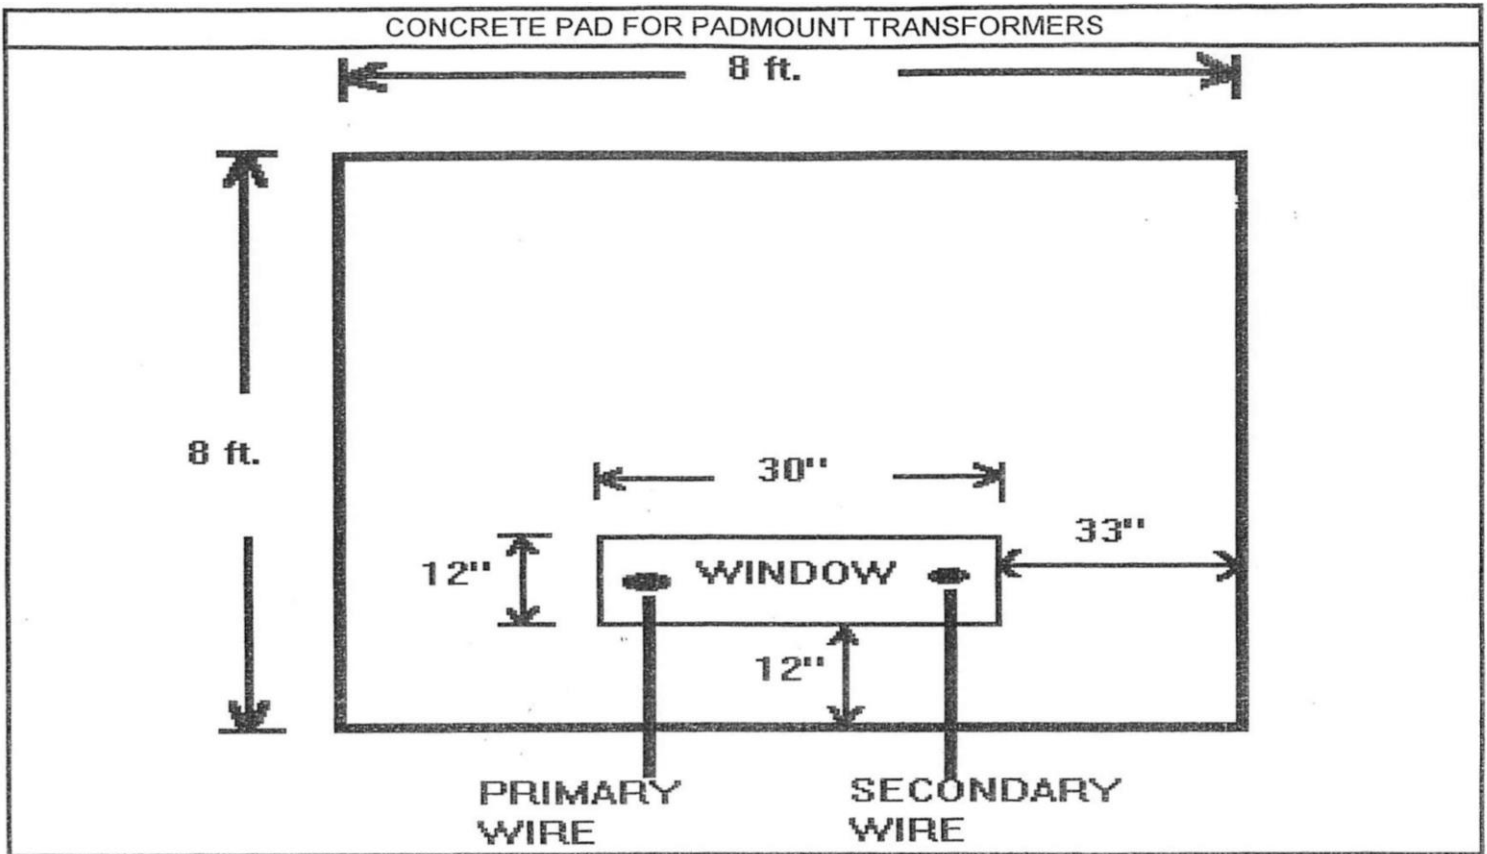 CONCRETE PAD FOR PADMOUNT TRANSFORMERS
8 ft.
8 ft.
30"
33"
12"
WINDOW
12"
PRIMARY
WIRE
SECONDARY
WIRE